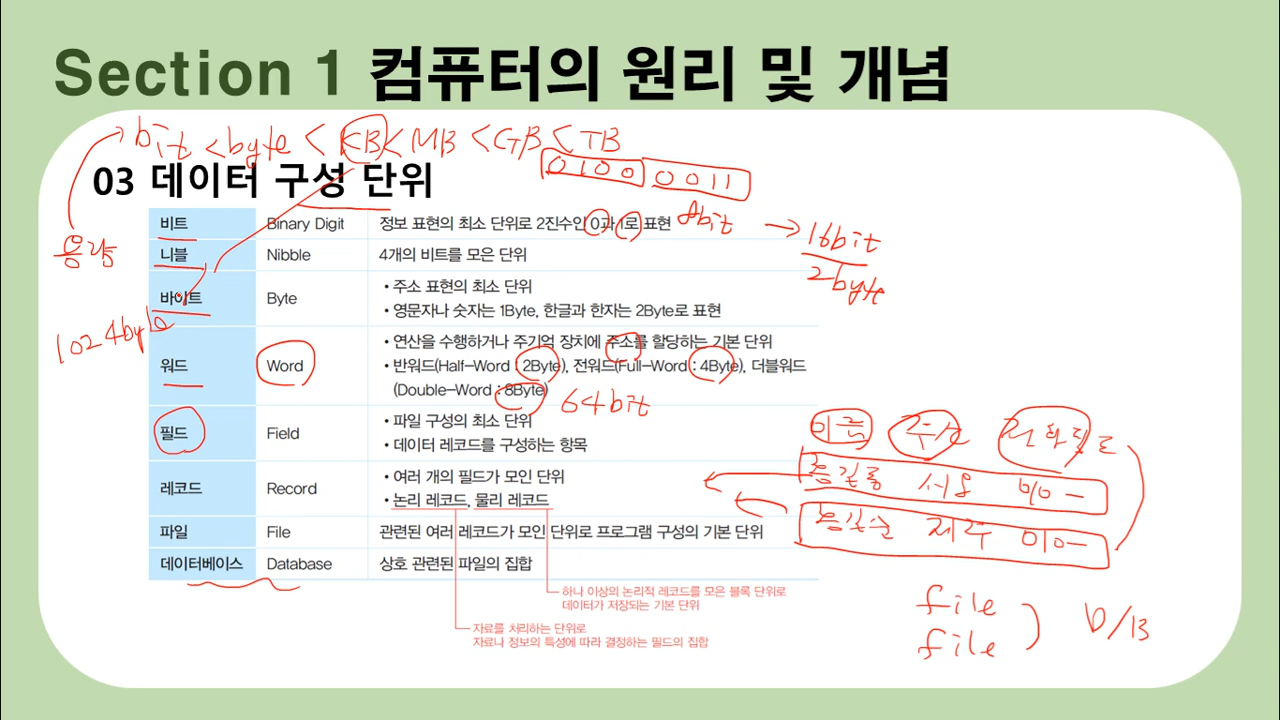 Section 1 컴퓨터의 원리 및 개념
bit < byte < KB < MB < GB < TB
03 데이터 구성 단위
0 1 0 0 0 0 1 1
8bit → 16bit
2byte
용량
1024byte
비트 Binary Digit 정보 표현의 최소 단위로 2진수인 0과 1로 표현
니블 Nibble 4개의 비트를 모은 단위
바이트 Byte • 주소 표현의 최소 단위
• 영문자나 숫자는 1Byte, 한글과 한자는 2Byte로 표현
워드 Word • 연산을 수행하거나 주기억 장치에 주소를 할당하는 기본 단위
• 반워드(Half-Word : 2Byte), 전워드(Full-Word : 4Byte), 더블워드
(Double-Word : 8Byte)
64bit
필드 Field • 파일 구성의 최소 단위
• 데이터 레코드를 구성하는 항목
레코드 Record • 여러 개의 필드가 모인 단위
• 논리 레코드, 물리 레코드
파일 File 관련된 여러 레코드가 모인 단위로 프로그램 구성의 기본 단위
데이터베이스 Database 상호 관련된 파일의 집합
하나 이상의 논리적 레코드를 모은 블록 단위로
데이터가 저장되는 기본 단위
자료를 처리하는 단위로
자료나 정보의 특성에 따라 결정하는 필드의 집합
이름 주소 전화번호
홍길동 서울 010-
홍길순 제주 010-
file
file
D/B